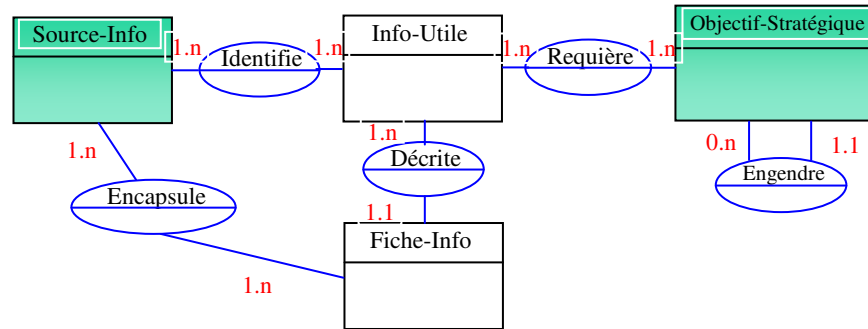 Source-Info
1.n
Identifie
1.n
Info-Utile
1.n
Requière
1.n
Objectif-Stratégique
1.n
Encapsule
1.n
1.n
Décrite
1.1
Fiche-Info
0.n
1.1
Engendre